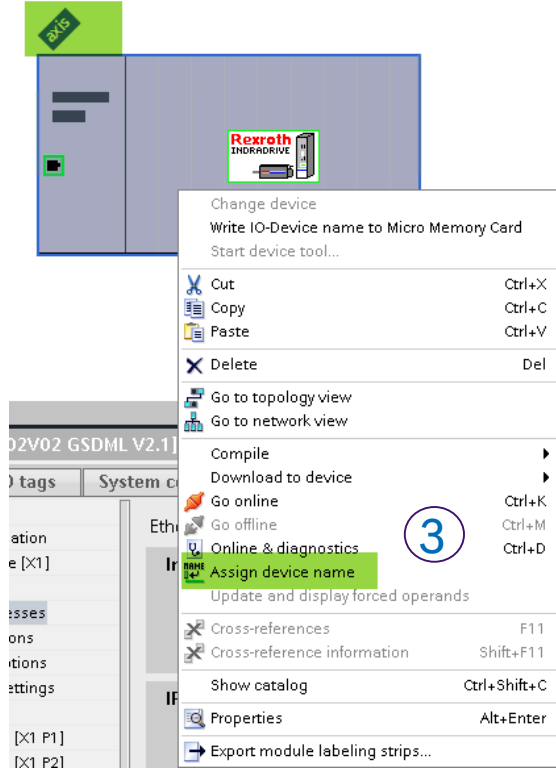 axis
Rexroth
INDRADRIVE
Change device
Write IO-Device name to Micro Memory Card
Start device tool...
Cut Ctrl+X
Copy Ctrl+C
Paste Ctrl+V
Delete Del
Go to topology view
Go to network view
02V02 GSDML V2.1]
Compile
Download to device
tags
System c
Go online Ctrl+K
Go offline Ctrl+M
Ethe
3
ation
Online & diagnostics Ctrl+D
e [X1]
In
NAME
Assign device name
Update and display forced operands
esses
Cross-references F11
ons
Cross-reference information Shift+F11
otions
Show catalog Ctrl+Shift+C
ettings
IF
Properties Alt+Enter
[X1 P1]
Export module labeling strips...
[X1 P2]